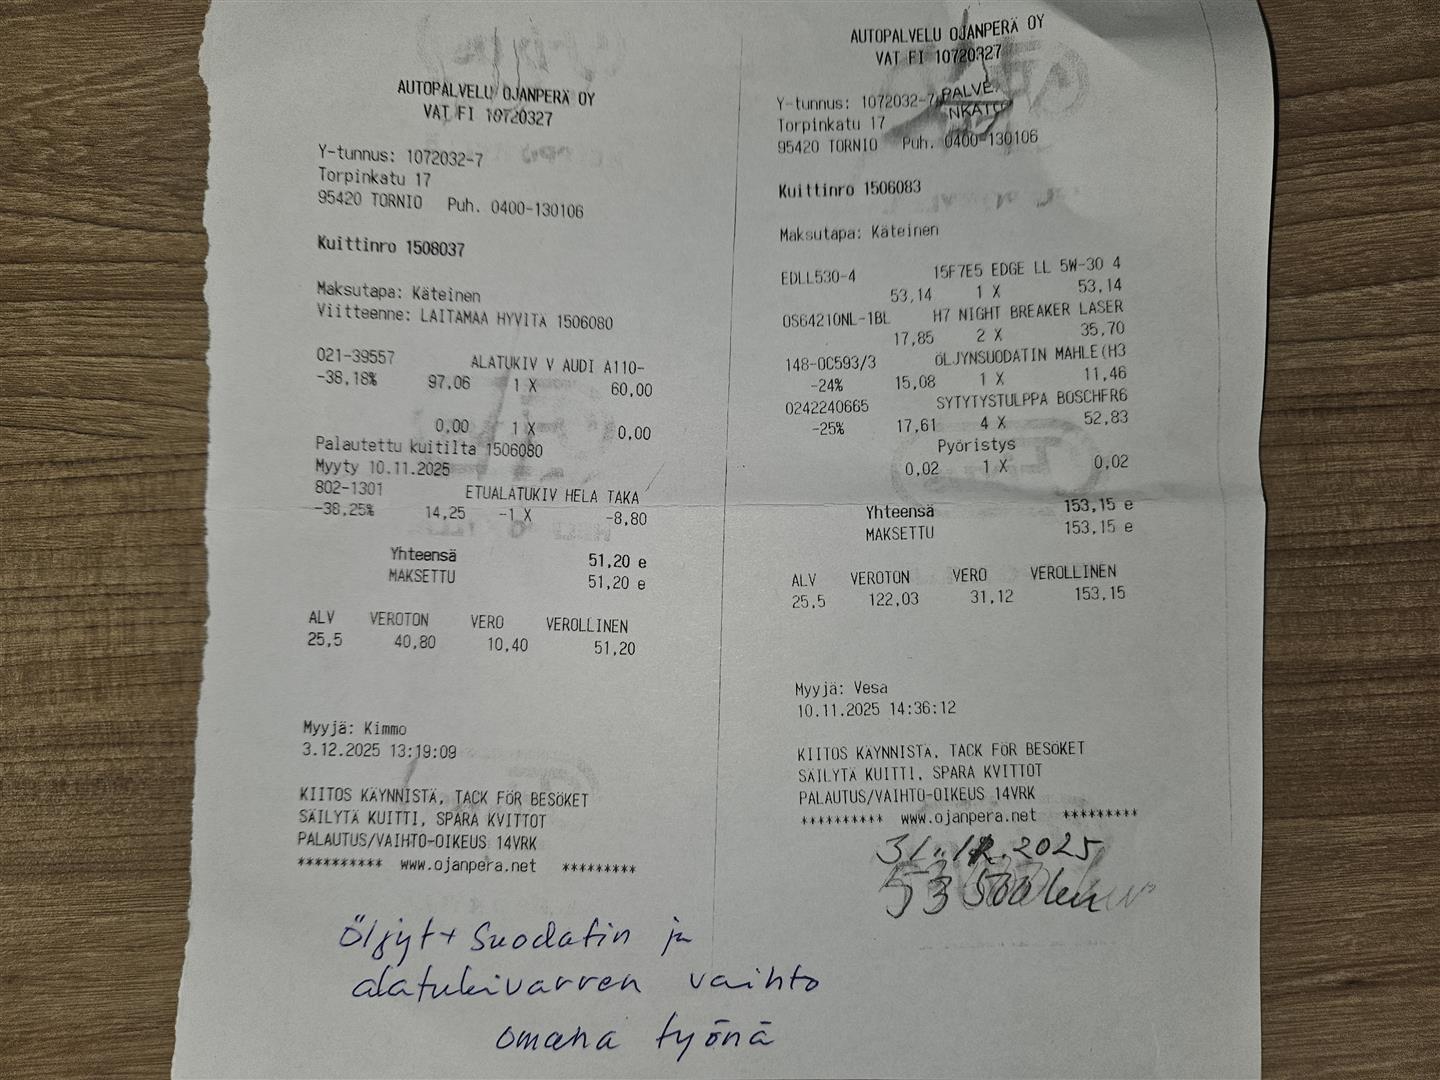 AUTOPALVELU OJANPERÄ OY
VAT FI 10720327
Y-tunnus: 1072032-7
Torpinkatu 17
95420 TORNIO Puh. 0400-130106
Kuittinro 1508037
Maksutapa: Käteinen
Viitteenne: LAITAMAA HYVITÄ 1506080
021-39557 ALATUKIV V AUDI A110-
-38,18% 97,06 1 X 60,00
0,00 1 X 0,00
Palautettu kuitilta 1506080
Myyty 10.11.2025
802-1301 ETUALATUKIV HELA TAKA
-38,25% 14,25 -1 X -8,80
Yhteensä 51,20 e
MAKSETTU 51,20 e
ALV VEROTON VERO VEROLLINEN
25,5 40,80 10,40 51,20
Myyjä: Kimmo
3.12.2025 13:19:09
KIITOS KÄYNNISTÄ, TACK FÖR BESÖKET
SÄILYTÄ KUITTI, SPARA KVITTOT
PALAUTUS/VAIHTO-OIKEUS 14VRK
********** www.ojanpera.net *********
Öljyt+ Suodatin ja
alatukivarren vaihto
omana työnä
AUTOPALVELU OJANPERÄ OY
VAT FI 10720327
Y-tunnus: 1072032-7
Torpinkatu 17
95420 TORNIO Puh. 0400-130106
Kuittinro 1506083
Maksutapa: Käteinen
EDLL530-4 15F7E5 EDGE LL 5W-30 4
53,14 1 X 53,14
OS64210NL-1BL H7 NIGHT BREAKER LASER
17,85 2 X 35,70
148-OC593/3 ÖLJYNSUODATIN MAHLE(H3
-24% 15,08 1 X 11,46
0242240665 SYTYTYSTULPPA BOSCHFR6
-25% 17,61 4 X 52,83
Pyöristys
0,02 1 X 0,02
Yhteensä 153,15 e
MAKSETTU 153,15 e
ALV VEROTON VERO VEROLLINEN
25,5 122,03 31,12 153,15
Myyjä: Vesa
10.11.2025 14:36:12
KIITOS KÄYNNISTÄ, TACK FÖR BESÖKET
SÄILYTÄ KUITTI, SPARA KVITTOT
PALAUTUS/VAIHTO-OIKEUS 14VRK
********** www.ojanpera.net *********
31.12.2025
53 500 km